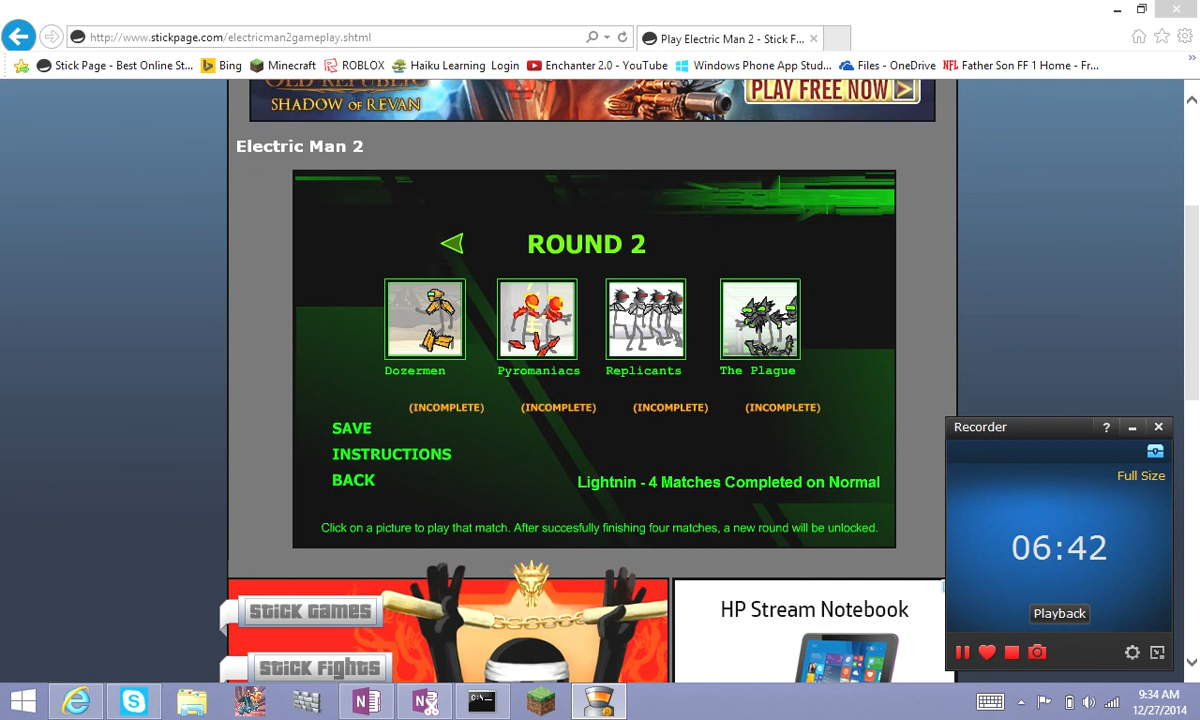 http://www.stickpage.com/electricman2gameplay.shtml
Play Electric Man 2 - Stick F...
Stick Page - Best Online St...
Bing
Minecraft
ROBLOX
Haiku Learning Login
Enchanter 2.0 - YouTube
Windows Phone App Stud...
Files - OneDrive
NFL Father Son FF 1 Home - Fr...
OLD REPUBLIC
SHADOW OF REVAN
PLAY FREE NOW
Electric Man 2
ROUND 2
Dozermen
Pyromaniacs
Replicants
The Plague
(INCOMPLETE)
(INCOMPLETE)
(INCOMPLETE)
(INCOMPLETE)
SAVE
INSTRUCTIONS
BACK
Lightnin - 4 Matches Completed on Normal
Click on a picture to play that match. After succesfully finishing four matches, a new round will be unlocked.
Recorder
Full Size
06:42
Playback
STICK GAMES
STICK FIGHTS
HP Stream Notebook
9:34 AM
12/27/2014